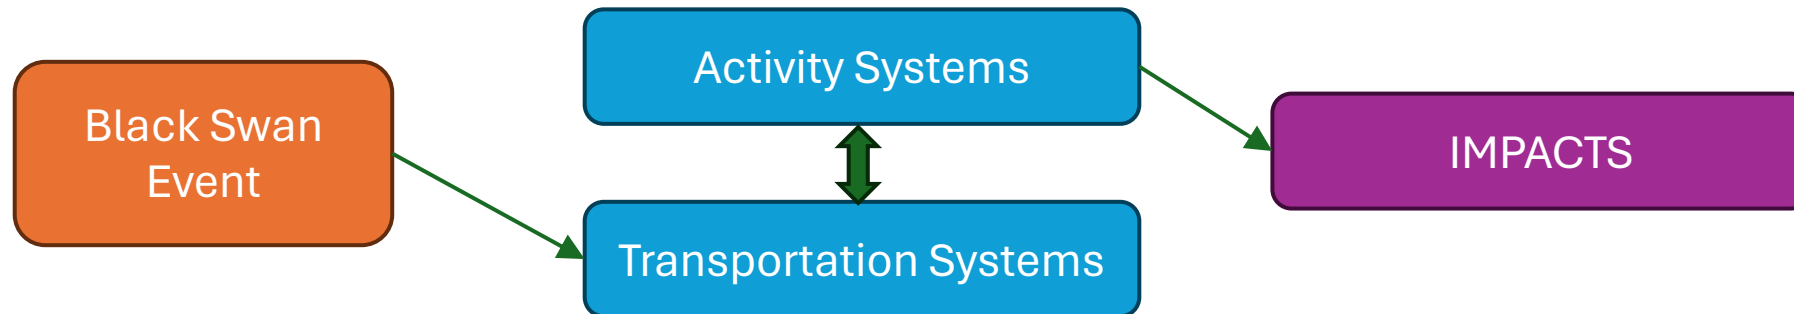 Activity Systems
Black Swan
Event
IMPACTS
Transportation Systems